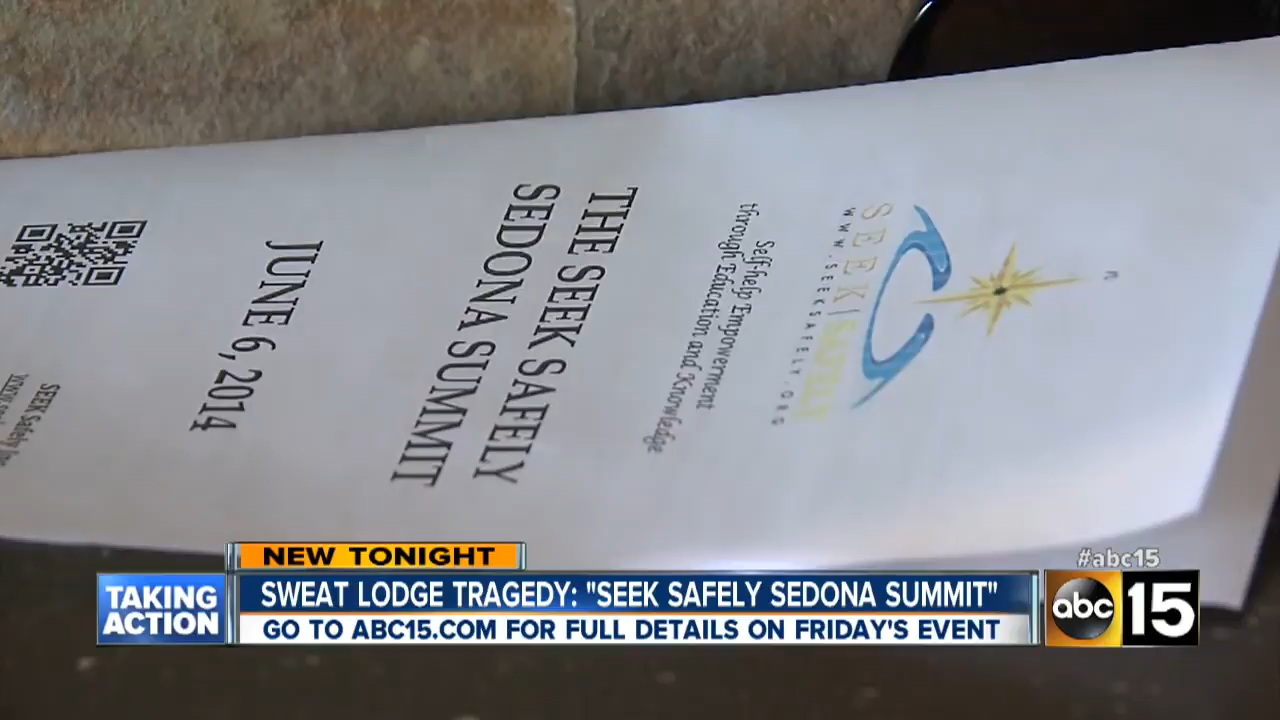 SEEK | SAFELY
WWW.SEEKSAFELY.ORG
Self-help Empowerment
through Education and Knowledge
THE SEEK SAFELY
SEDONA SUMMIT
JUNE 6, 2014
SEEK Safely
NEW TONIGHT
#abc15
TAKING
ACTION
SWEAT LODGE TRAGEDY: "SEEK SAFELY SEDONA SUMMIT"
GO TO ABC15.COM FOR FULL DETAILS ON FRIDAY'S EVENT
abc 15